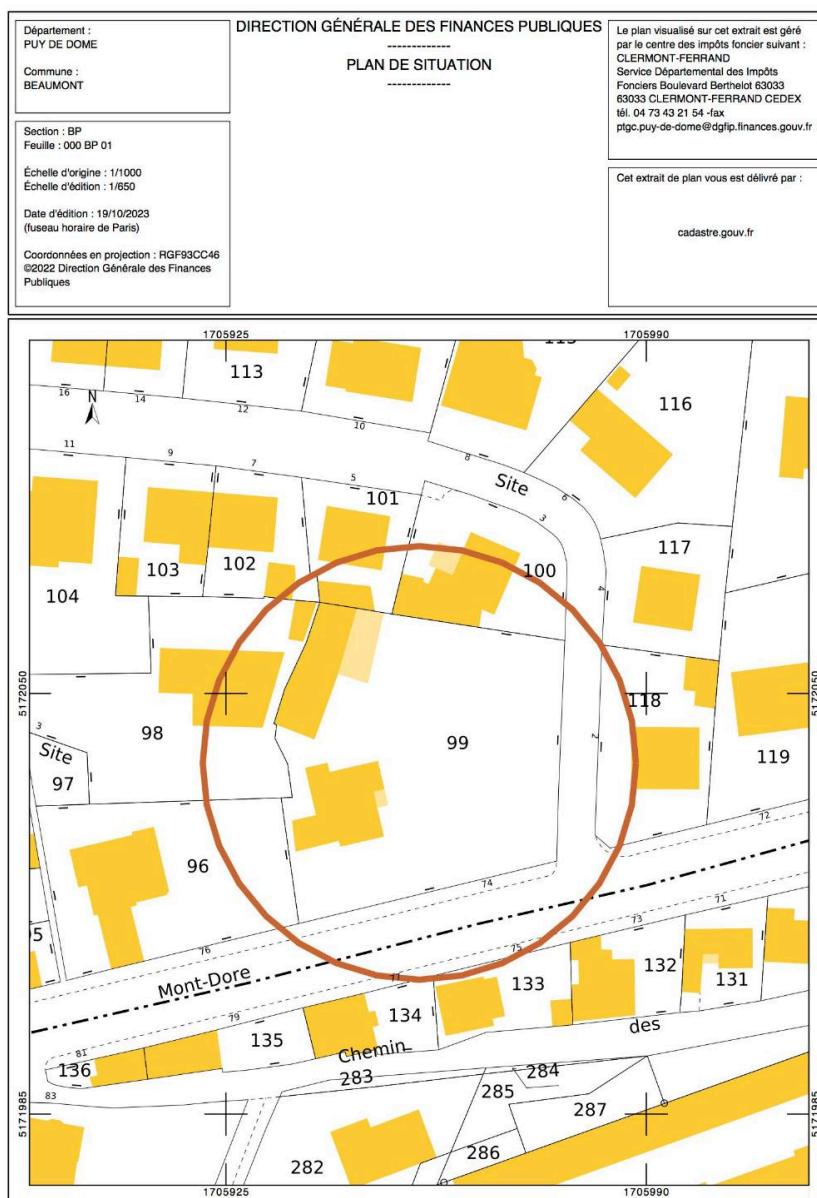 Département :
PUY DE DOME
Commune :
BEAUMONT
Section : BP
Feuille : 000 BP 01
Échelle d'origine : 1/1000
Échelle d'édition : 1/650
Date d'édition : 19/10/2023
(fuseau horaire de Paris)
Coordonnées en projection : RGF93CC46
©2022 Direction Générale des Finances
Publiques
DIRECTION GÉNÉRALE DES FINANCES PUBLIQUES
-------------
PLAN DE SITUATION
-------------
Le plan visualisé sur cet extrait est géré
par le centre des impôts foncier suivant :
CLERMONT-FERRAND
Service Départemental des Impôts
Fonciers Boulevard Berthelot 63033
63033 CLERMONT-FERRAND CEDEX
tél. 04 73 43 21 54 -fax
ptgc.puy-de-dome@dgfip.finances.gouv.fr
Cet extrait de plan vous est délivré par :
cadastre.gouv.fr
1705925
1705990
113
116
16
N
14
12
10
11
9
7
5
8
Site
6
101
3
117
104
103
102
100
4
5172050
5172050
98
118
3
Site
97
99
2
119
96
74
72
76
Mont-Dore
77
75
73
71
79
135
134
133
132
131
81
136
83
Chemin
des
283
284
285
287
5171985
5171985
282
286
1705925
1705990